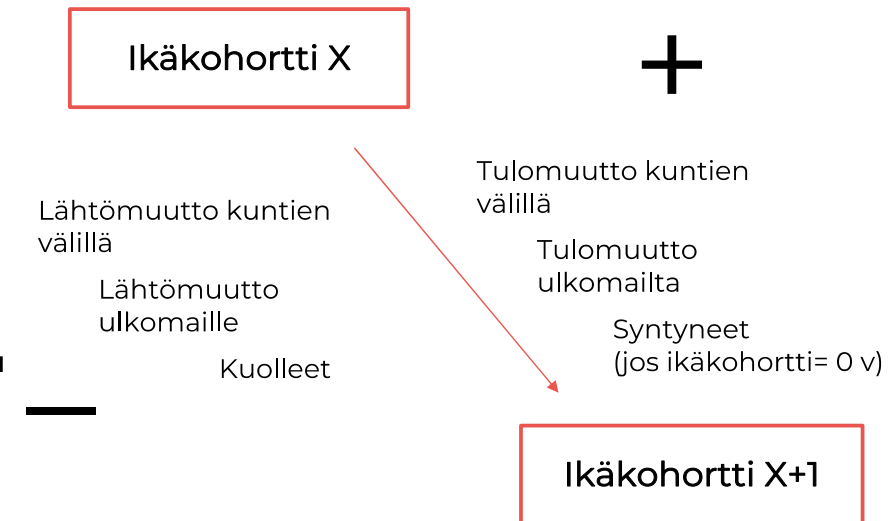 Ikäkohortti X
+
Tulomuutto kuntien
välillä
Lähtömuutto kuntien
välillä
Tulomuutto
ulkomailta
Lähtömuutto
ulkomaille
Syntyneet
(jos ikäkohortti= 0 v)
Kuolleet
–
Ikäkohortti X+1